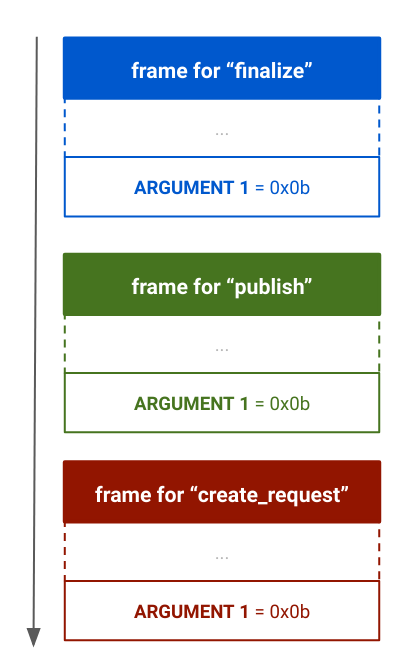 frame for “finalize”
...
ARGUMENT 1 = 0x0b
frame for “publish”
...
ARGUMENT 1 = 0x0b
frame for “create_request”
...
ARGUMENT 1 = 0x0b